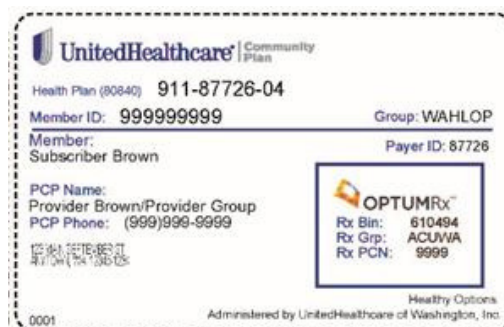 UnitedHealthcare® | Community Plan
Health Plan (80840) 911-87726-04
Member ID: 999999999 Group: WAHLOP
Member: Payer ID: 87726
Subscriber Brown
PCP Name:
Provider Brown/Provider Group
PCP Phone: (999)999-9999
OPTUMRx™
Rx Bin: 610494
Rx Grp: ACUWA
Rx PCN: 9999
Healthy Options
0001 Administered by UnitedHealthcare of Washington, Inc.